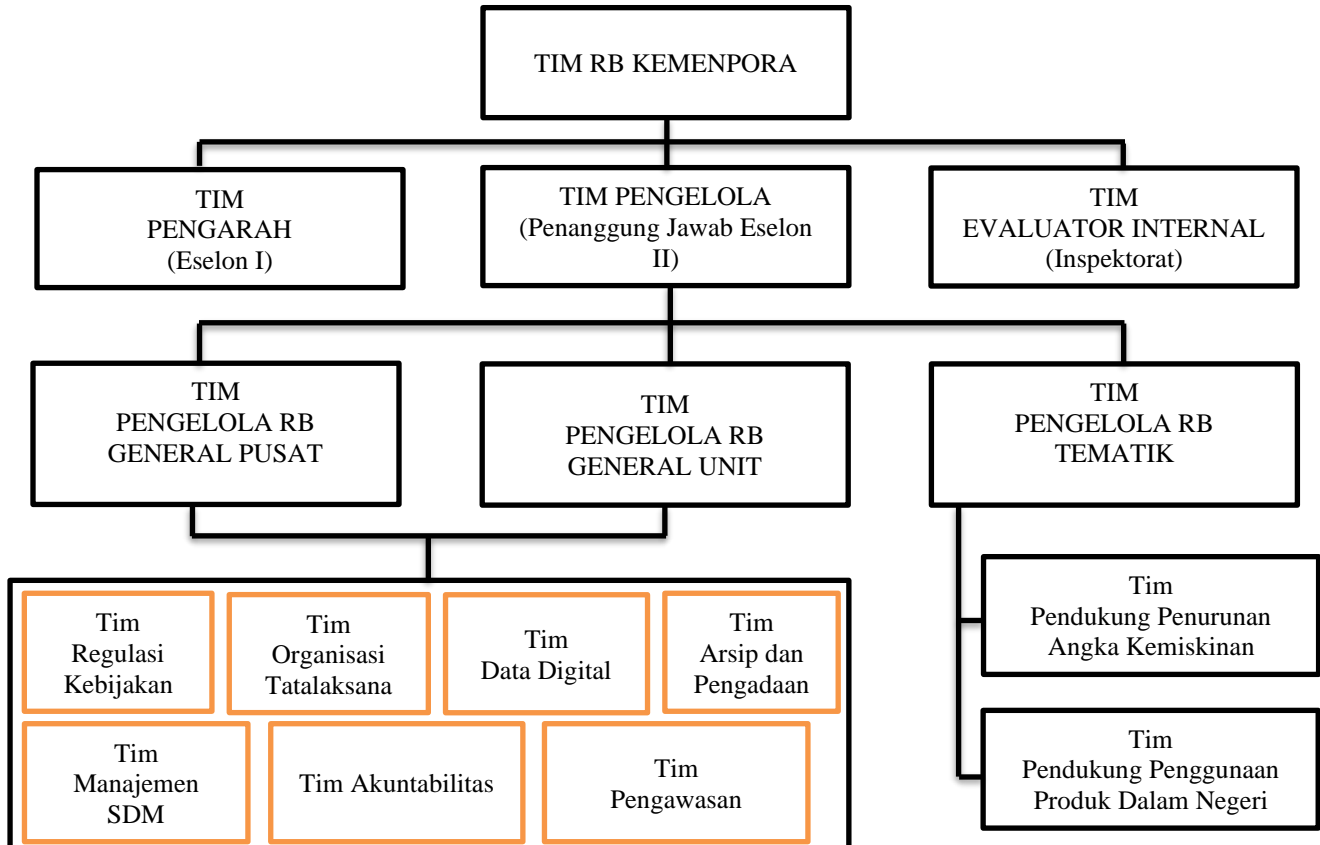 TIM RB KEMENPORA
TIM
PENGARAH
(Eselon I)
TIM PENGELOLA
(Penanggung Jawab Eselon
II)
TIM
EVALUATOR INTERNAL
(Inspektorat)
TIM
PENGELOLA RB
GENERAL PUSAT
TIM
PENGELOLA RB
GENERAL UNIT
TIM
PENGELOLA RB
TEMATIK
Tim
Regulasi
Kebijakan
Tim
Organisasi
Tatalaksana
Tim
Data Digital
Tim
Arsip dan
Pengadaan
Tim
Manajemen
SDM
Tim Akuntabilitas
Tim
Pengawasan
Tim
Pendukung Penurunan
Angka Kemiskinan
Tim
Pendukung Penggunaan
Produk Dalam Negeri